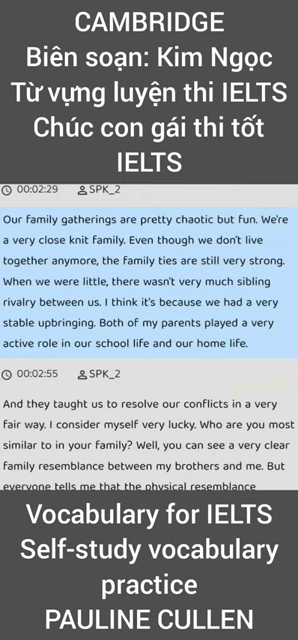 CAMBRIDGE
Biên soạn: Kim Ngọc
Từ vựng luyện thi IELTS
Chúc con gái thi tốt
IELTS
00:02:29 SPK_2
Our family gatherings are pretty chaotic but fun. We're
a very close knit family. Even though we don't live
together anymore, the family ties are still very strong.
When we were little, there wasn't very much sibling
rivalry between us. I think it's because we had a very
stable upbringing. Both of my parents played a very
active role in our school life and our home life.
00:02:55 SPK_2
And they taught us to resolve our conflicts in a very
fair way. I consider myself very lucky. Who are you most
similar to in your family? Well, you can see a very clear
family resemblance between my brothers and me. But
everyone tells me that the physical resemblance
Vocabulary for IELTS
Self-study vocabulary
practice
PAULINE CULLEN